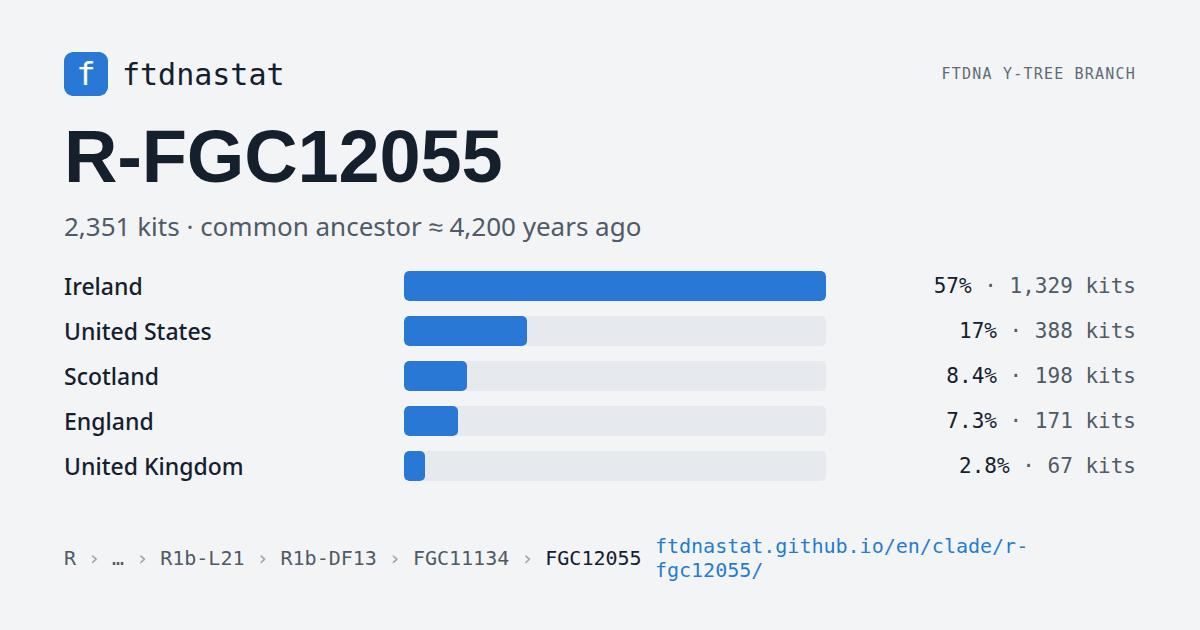 f ftdnastat
FTDNA Y-TREE BRANCH
R-FGC12055
2,351 kits · common ancestor ≈ 4,200 years ago
Ireland 57% · 1,329 kits
United States 17% · 388 kits
Scotland 8.4% · 198 kits
England 7.3% · 171 kits
United Kingdom 2.8% · 67 kits
R › … › R1b-L21 › R1b-DF13 › FGC11134 › FGC12055
ftdnastat.github.io/en/clade/r-
fgc12055/